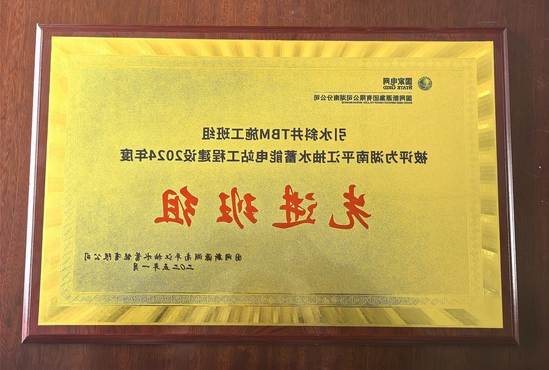 国家电网
STATE GRID
国网新源集团有限公司湖南分公司
引水斜井TBM施工班组
被评为湖南平江抽水蓄能电站工程建设2024年度
先进班组
国网新源湖南平江抽水蓄能有限公司
二〇二五年一月